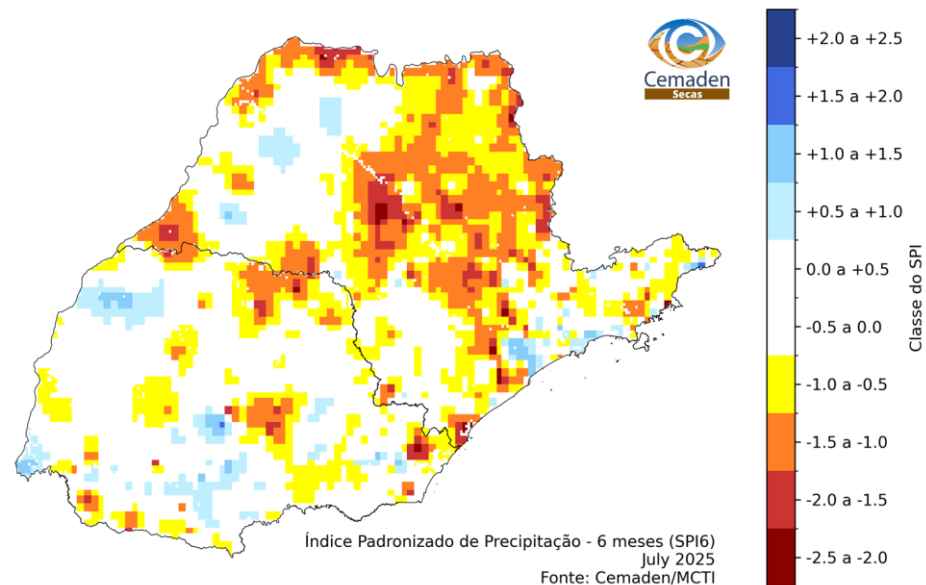 Cemaden
Secas
+2.0 a +2.5
+1.5 a +2.0
+1.0 a +1.5
+0.5 a +1.0
0.0 a +0.5
-0.5 a 0.0
-1.0 a -0.5
-1.5 a -1.0
-2.0 a -1.5
-2.5 a -2.0
Classe do SPI
Índice Padronizado de Precipitação - 6 meses (SPI6)
July 2025
Fonte: Cemaden/MCTI